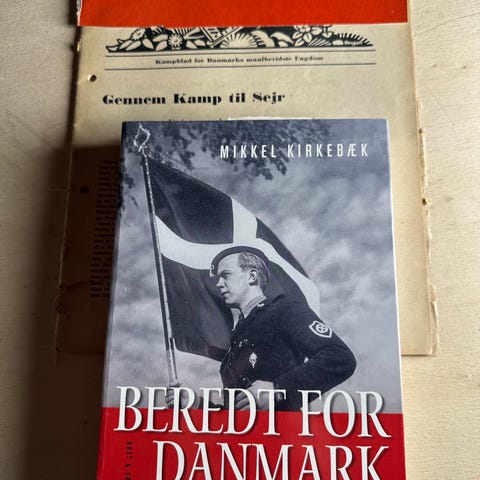 Kampblad for Danmarks maalbevidste Ungdom
Gennem Kamp til Sejr
MIKKEL KIRKEBÆK
BEREDT FOR
DANMARK